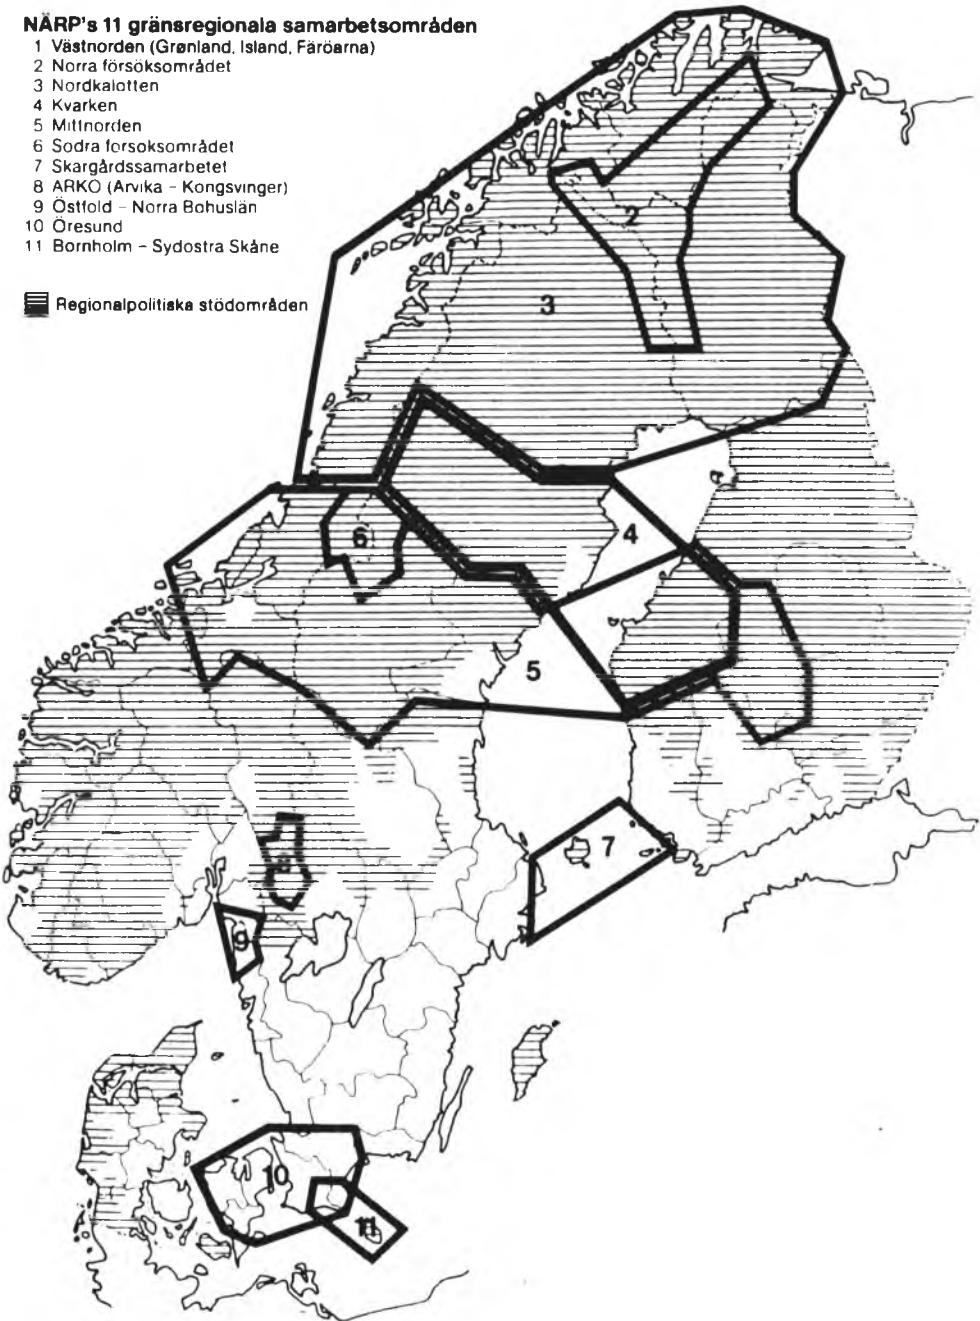 NÄRP's 11 gränsregionala samarbetsområden
1 Västnorden (Grønland, Island, Färöarna)
2 Norra försöksområdet
3 Nordkalotten
4 Kvarken
5 Mittnorden
6 Sodra forsoksområdet
7 Skargårdssamarbetet
8 ARKO (Arvika - Kongsvinger)
9 Östfold - Norra Bohuslän
10 Öresund
11 Bornholm - Sydostra Skåne
Regionalpolitiska stödområden
2
3
4
6
5
7
8
9
10
11